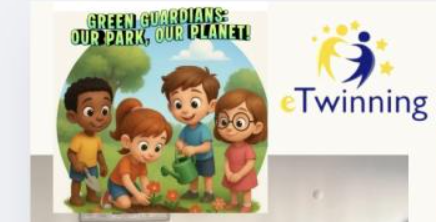 GREEN GUARDIANS:
OUR PARK, OUR PLANET!
eTwinning